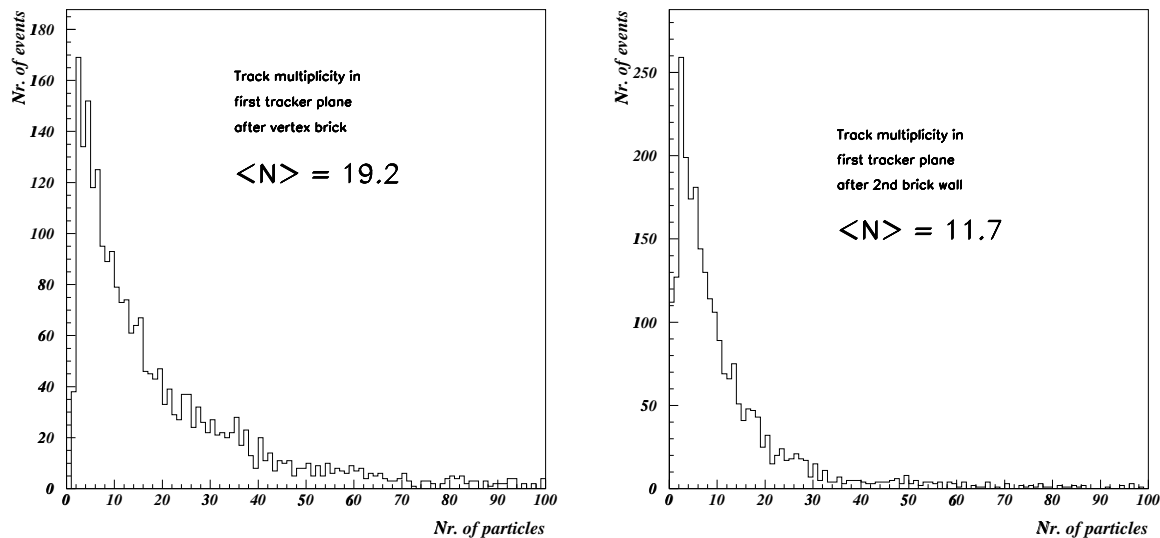 Nr. of events
180
160
140
120
100
80
60
40
20
0
Track multiplicity in
first tracker plane
after vertex brick
<N> = 19.2
0 10 20 30 40 50 60 70 80 90 100
Nr. of particles
Nr. of events
250
200
150
100
50
0
Track multiplicity in
first tracker plane
after 2nd brick wall
<N> = 11.7
0 10 20 30 40 50 60 70 80 90 100
Nr. of particles